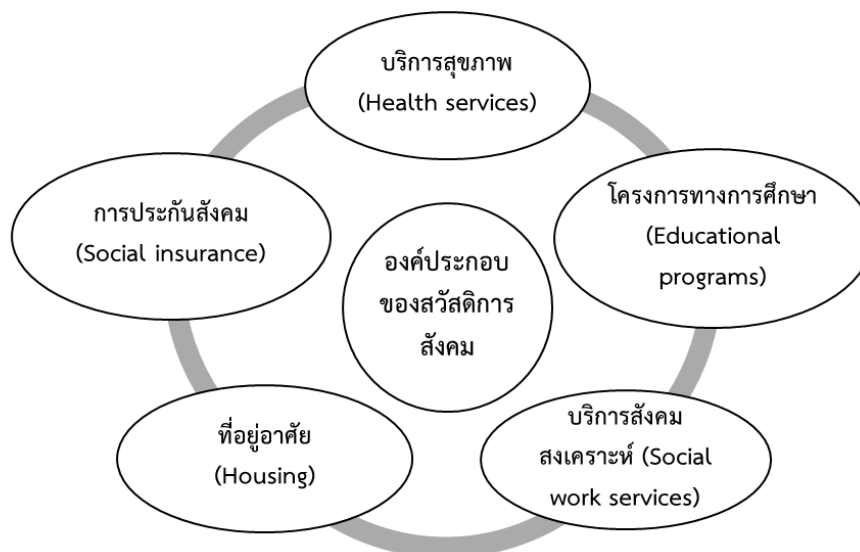 บริการสุขภาพ
(Health services)
โครงการทางการศึกษา
(Educational
programs)
บริการสังคม
สงเคราะห์ (Social
work services)
ที่อยู่อาศัย
(Housing)
การประกันสังคม
(Social insurance)
องค์ประกอบ
ของสวัสดิการ
สังคม